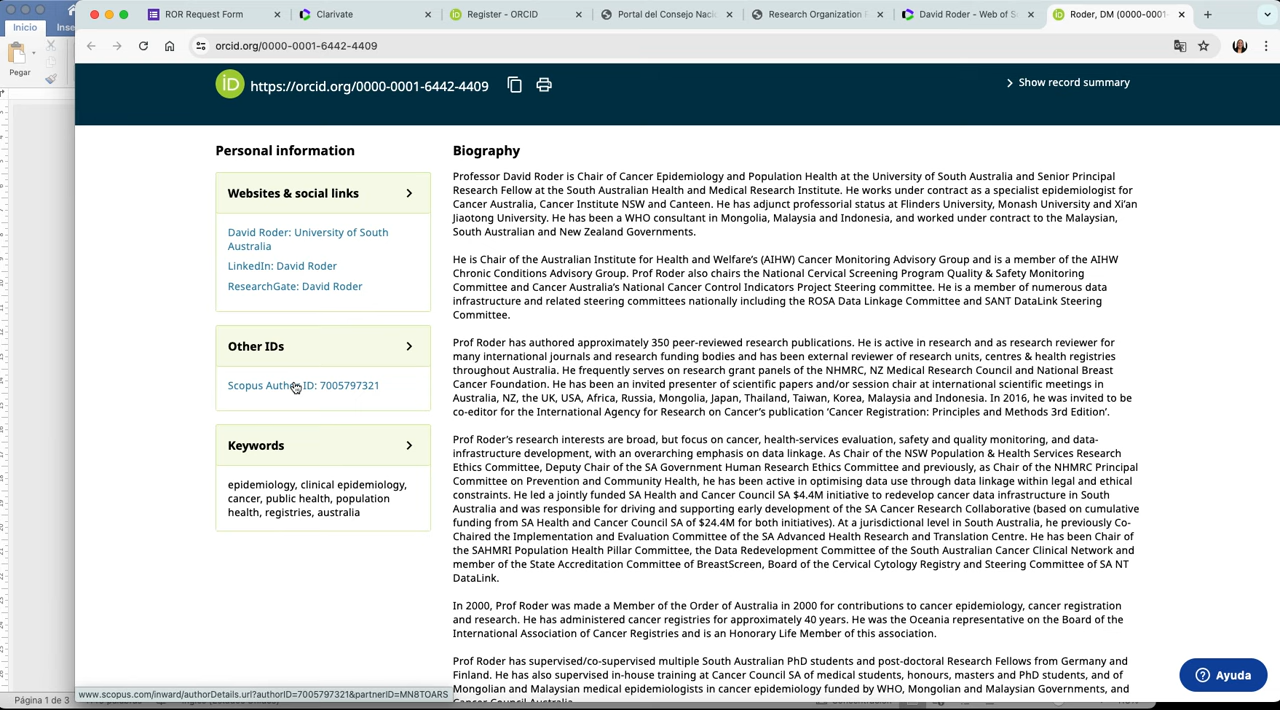 Inicio
Inse
Pegar
ROR Request Form
Clarivate
Register - ORCID
Portal del Consejo Naci
Research Organization
David Roder - Web of S
Roder, DM (0000-0001-
orcid.org/0000-0001-6442-4409
https://orcid.org/0000-0001-6442-4409
Show record summary
Personal information
Websites & social links
David Roder: University of South
Australia
LinkedIn: David Roder
ResearchGate: David Roder
Other IDs
Scopus Author ID: 7005797321
Keywords
epidemiology, clinical epidemiology,
cancer, public health, population
health, registries, australia
Biography
Professor David Roder is Chair of Cancer Epidemiology and Population Health at the University of South Australia and Senior Principal
Research Fellow at the South Australian Health and Medical Research Institute. He works under contract as a specialist epidemiologist for
Cancer Australia, Cancer Institute NSW and Canteen. He has adjunct professorial status at Flinders University, Monash University and Xi'an
Jiaotong University. He has been a WHO consultant in Mongolia, Malaysia and Indonesia, and worked under contract to the Malaysian,
South Australian and New Zealand Governments.
He is Chair of the Australian Institute for Health and Welfare's (AIHW) Cancer Monitoring Advisory Group and is a member of the AIHW
Chronic Conditions Advisory Group. Prof Roder also chairs the National Cervical Screening Program Quality & Safety Monitoring
Committee and Cancer Australia's National Cancer Control Indicators Project Steering committee. He is a member of numerous data
infrastructure and related steering committees nationally including the ROSA Data Linkage Committee and SANT DataLink Steering
Committee.
Prof Roder has authored approximately 350 peer-reviewed research publications. He is active in research and as research reviewer for
many international journals and research funding bodies and has been external reviewer of research units, centres & health registries
throughout Australia. He frequently serves on research grant panels of the NHMRC, NZ Medical Research Council and National Breast
Cancer Foundation. He has been an invited presenter of scientific papers and/or session chair at international scientific meetings in
Australia, NZ, the UK, USA, Africa, Russia, Mongolia, Japan, Thailand, Taiwan, Korea, Malaysia and Indonesia. In 2016, he was invited to be
co-editor for the International Agency for Research on Cancer's publication 'Cancer Registration: Principles and Methods 3rd Edition'.
Prof Roder's research interests are broad, but focus on cancer, health-services evaluation, safety and quality monitoring, and data-
infrastructure development, with an overarching emphasis on data linkage. As Chair of the NSW Population & Health Services Research
Ethics Committee, Deputy Chair of the SA Government Human Research Ethics Committee and previously, as Chair of the NHMRC Principal
Committee on Prevention and Community Health, he has been active in optimising data use through data linkage within legal and ethical
constraints. He led a jointly funded SA Health and Cancer Council SA $4.4M initiative to redevelop cancer data infrastructure in South
Australia and was responsible for driving and supporting early development of the SA Cancer Research Collaborative (based on cumulative
funding from SA Health and Cancer Council SA of $24.4M for both initiatives). At a jurisdictional level in South Australia, he previously Co-
Chaired the Implementation and Evaluation Committee of the SA Advanced Health Research and Translation Centre. He has been Chair of
the SAHMRI Population Health Pillar Committee, the Data Redevelopment Committee of the South Australian Cancer Clinical Network and
member of the State Accreditation Committee of BreastScreen, Board of the Cervical Cytology Registry and Steering Committee of SA NT
DataLink.
In 2000, Prof Roder was made a Member of the Order of Australia in 2000 for contributions to cancer epidemiology, cancer registration
and research. He has administered cancer registries for approximately 40 years. He was the Oceania representative on the Board of the
International Association of Cancer Registries and is an Honorary Life Member of this association.
Prof Roder has supervised/co-supervised multiple South Australian PhD students and post-doctoral Research Fellows from Germany and
Finland. He has also supervised in-house training at Cancer Council SA of medical students, honours, masters and PhD students, and of
Mongolian and Malaysian medical epidemiologists in cancer epidemiology funded by WHO, Mongolian and Malaysian Governments, and
Ayuda
www.scopus.com/inward/authorDetails.url?authorID=7005797321&partnerID=MN8TOARS
Página 1 de 3